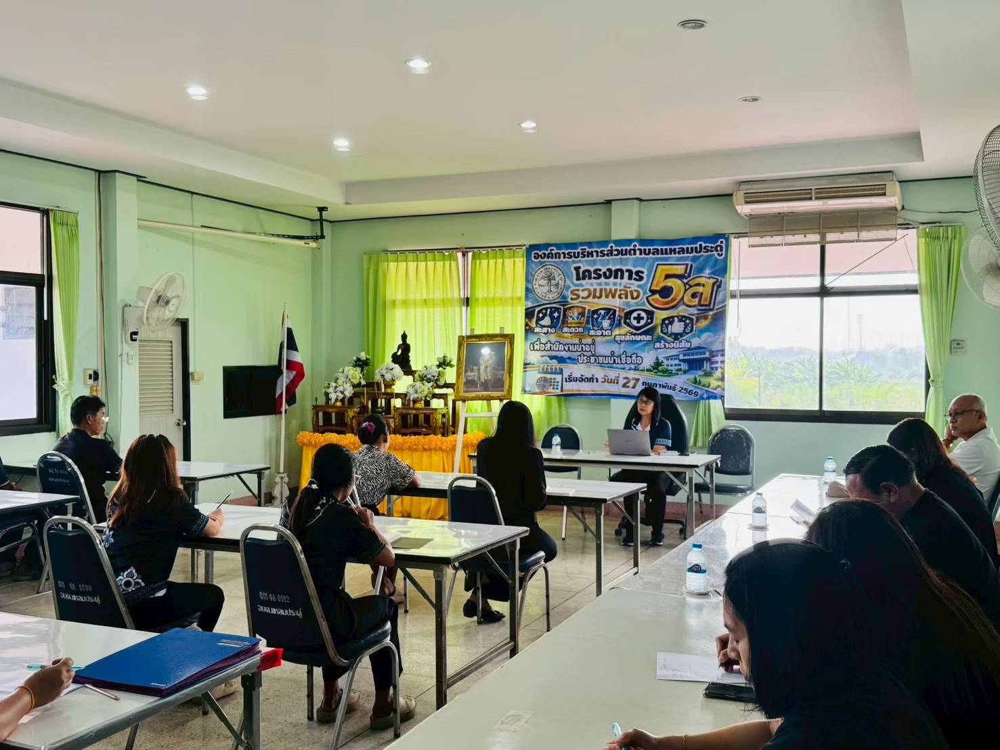 องค์การบริหารส่วนตำบลแหลมประดู่
โครงการ
รวมพลัง
5ส
สะสาง
สะดวก
สะอาด
สุขลักษณะ
สร้างนิสัย
เพื่อสำนักงานน่าอยู่
ประชาชนน่าเชื่อถือ
เริ่มจัดทำ วันที่ 27 กุมภาพันธ์ 2569
001 48 0012
อบต.แหลมประดู่
อบต.แหลมประดู่